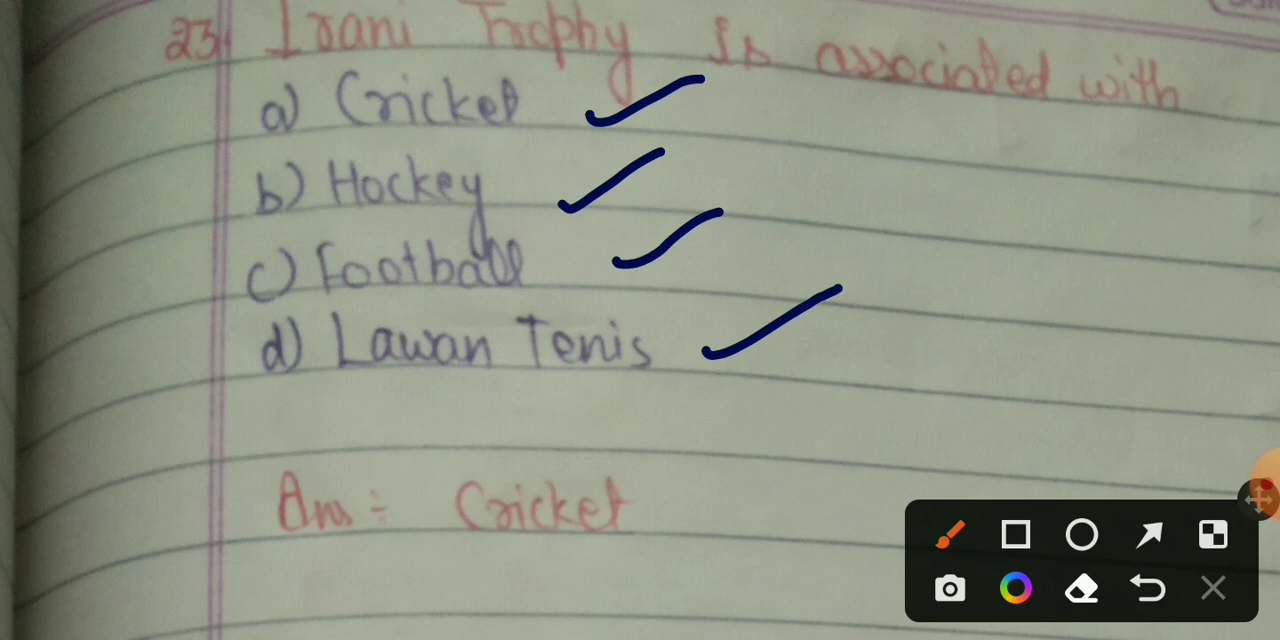 23. Irani Trophy Is associated with
a) Cricket
b) Hockey
c) Football
d) Lawan Tenis
Ans:- Cricket